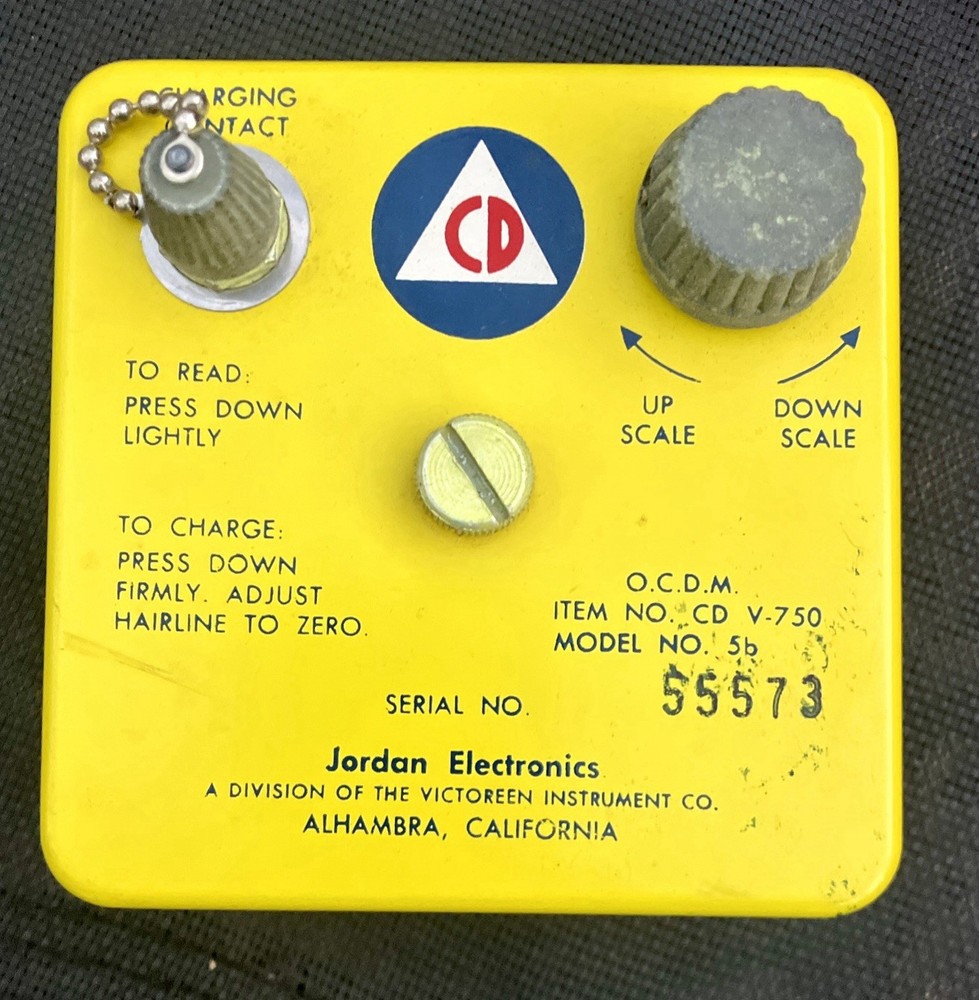 CHARGING
CONTACT
CD
TO READ:
PRESS DOWN
LIGHTLY
UP
SCALE
DOWN
SCALE
TO CHARGE:
PRESS DOWN
FIRMLY. ADJUST
HAIRLINE TO ZERO.
O.C.D.M.
ITEM NO. CD V-750
MODEL NO. 5b
SERIAL NO. 55573
Jordan Electronics
A DIVISION OF THE VICTOREEN INSTRUMENT CO.
ALHAMBRA, CALIFORNIA